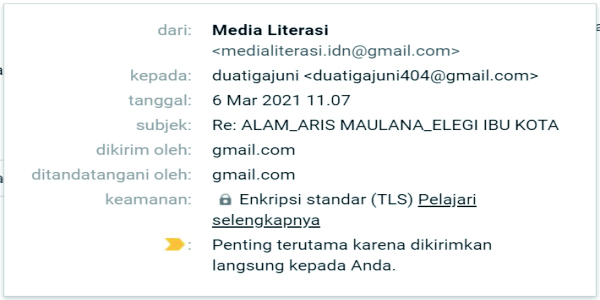 dari: Media Literasi
<medialiterasi.idn@gmail.com>
kepada: duatigajuni <duatigajuni404@gmail.com>
tanggal: 6 Mar 2021 11.07
subjek: Re: ALAM_ARIS MAULANA_ELEGI IBU KOTA
dikirim oleh: gmail.com
ditandatangani oleh: gmail.com
keamanan: Enkripsi standar (TLS) Pelajari
selengkapnya
: Penting terutama karena dikirimkan
langsung kepada Anda.